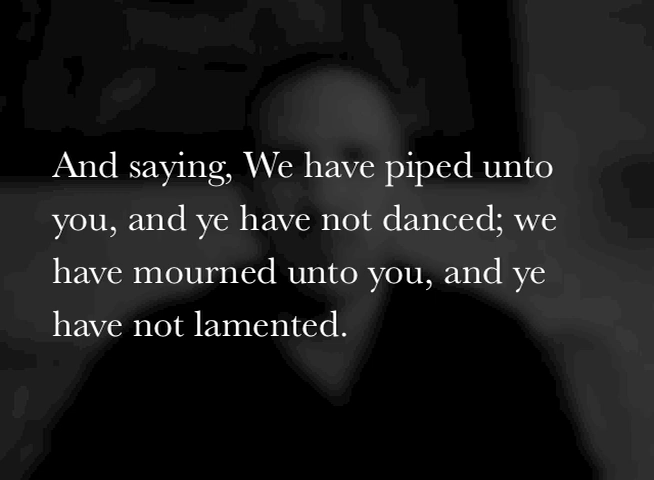 And saying, We have piped unto
you, and ye have not danced; we
have mourned unto you, and ye
have not lamented.